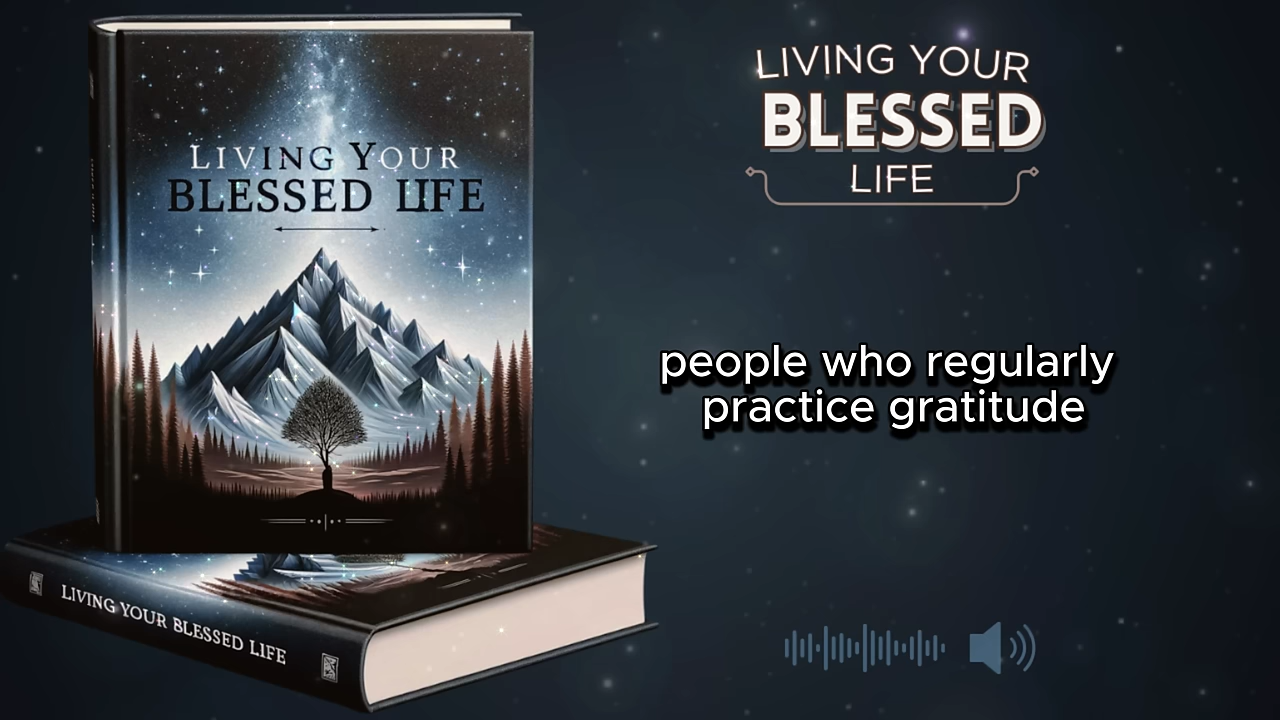 LIVING YOUR
BLESSED LIFE
LIVING YOUR BLESSED LIFE
LIVING YOUR
BLESSED
LIFE
people who regularly
practice gratitude